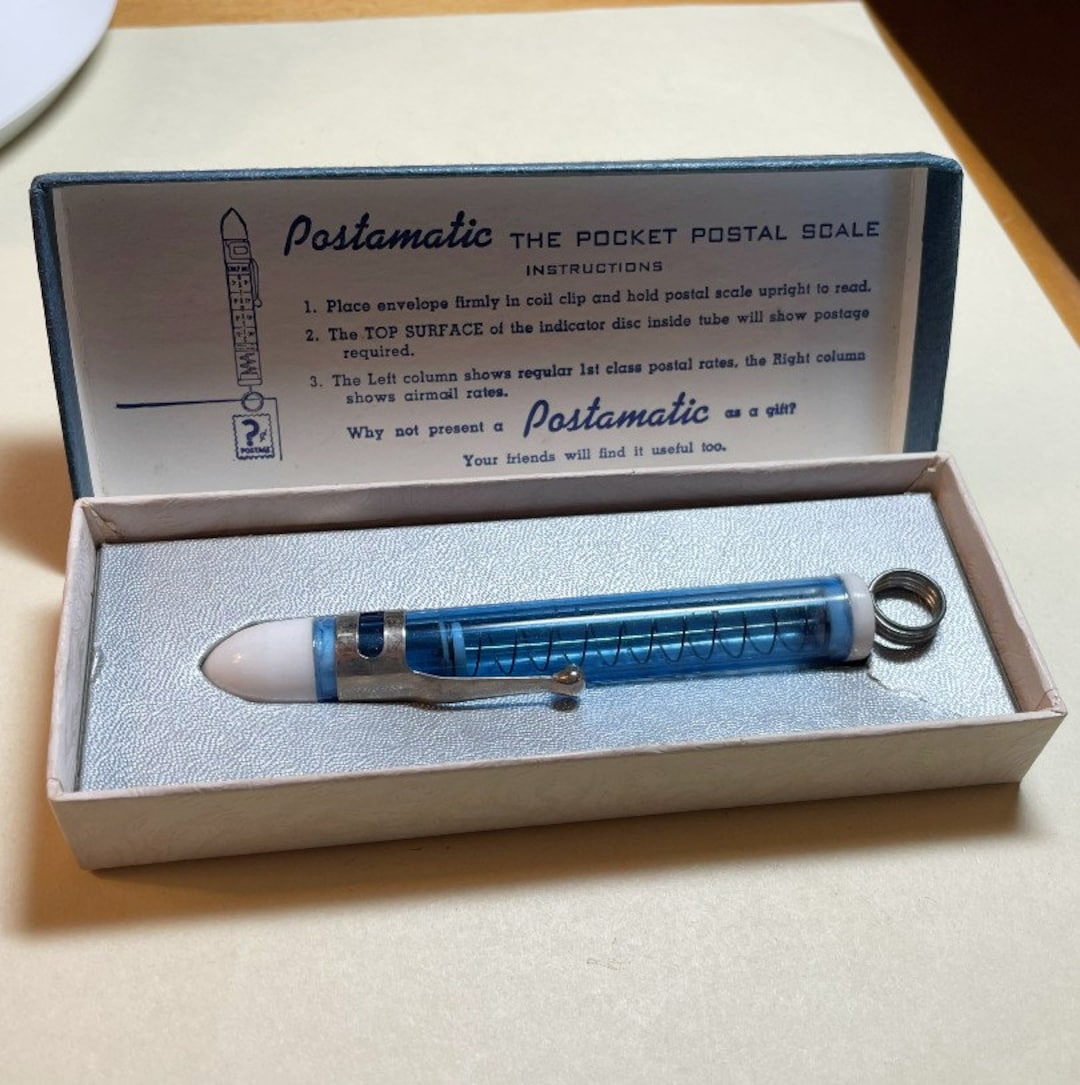 Postamatic THE POCKET POSTAL SCALE
INSTRUCTIONS
1. Place envelope firmly in coil clip and hold postal scale upright to read.
2. The TOP SURFACE of the indicator disc inside tube will show postage
required.
3. The Left column shows regular 1st class postal rates, the Right column
shows airmail rates.
Why not present a Postamatic as a gift?
Your friends will find it useful too.
?¢
POSTAGE